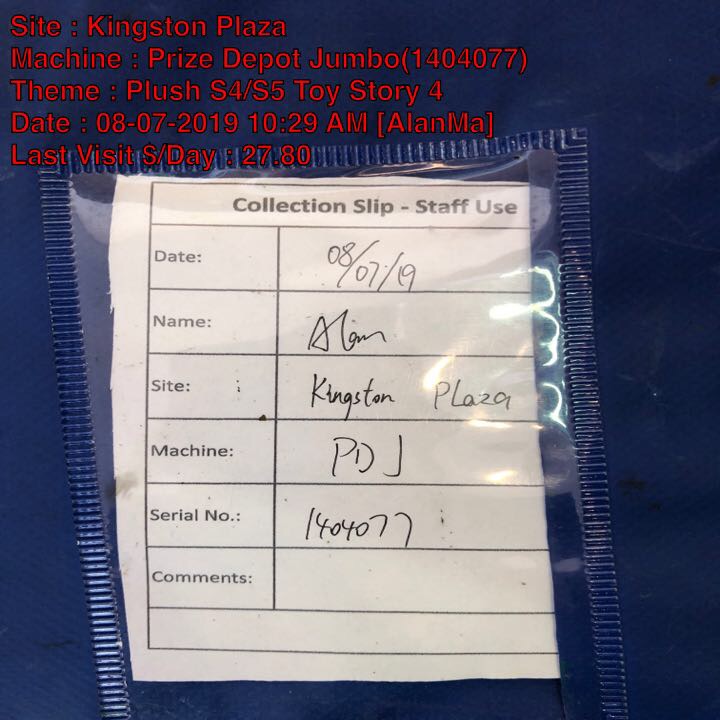 Site : Kingston Plaza
Machine : Prize Depot Jumbo(1404077)
Theme : Plush S4/S5 Toy Story 4
Date : 08-07-2019 10:29 AM [AlanMa]
Last Visit $/Day : 27.80
Collection Slip - Staff Use
Date: 08/07/19
Name: Alan
Site: Kingston Plaza
Machine: PDJ
Serial No.: 1404077
Comments: